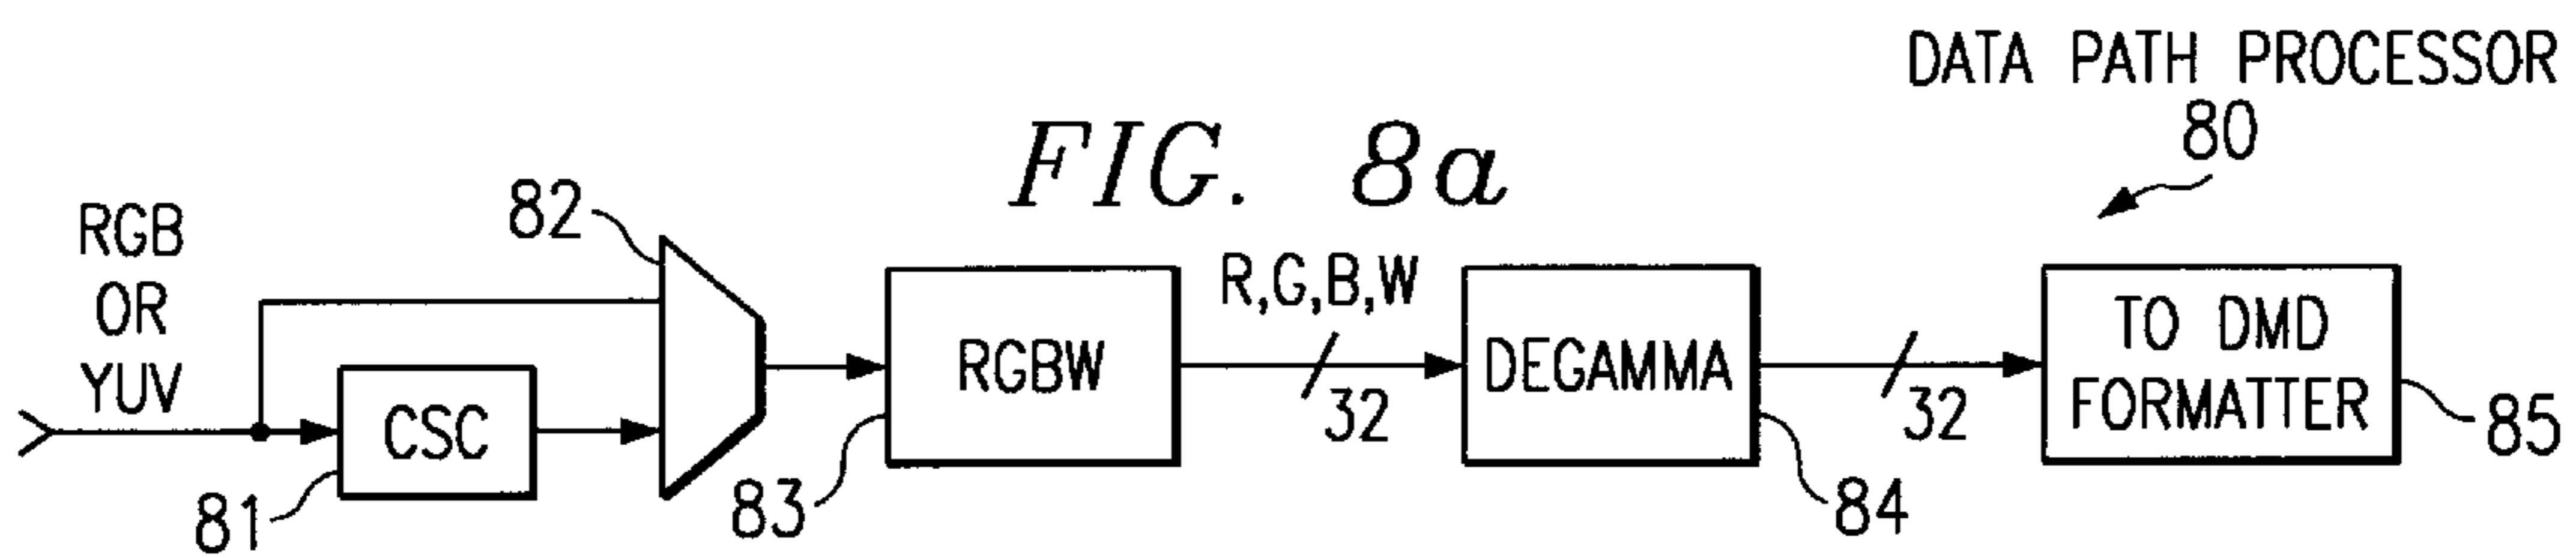 DATA PATH PROCESSOR
80
FIG. 8a
RGB
OR
YUV
82
R,G,B,W
32
RGBW
DEGAMMA
32
TO DMD
FORMATTER
CSC
81
83
84
85